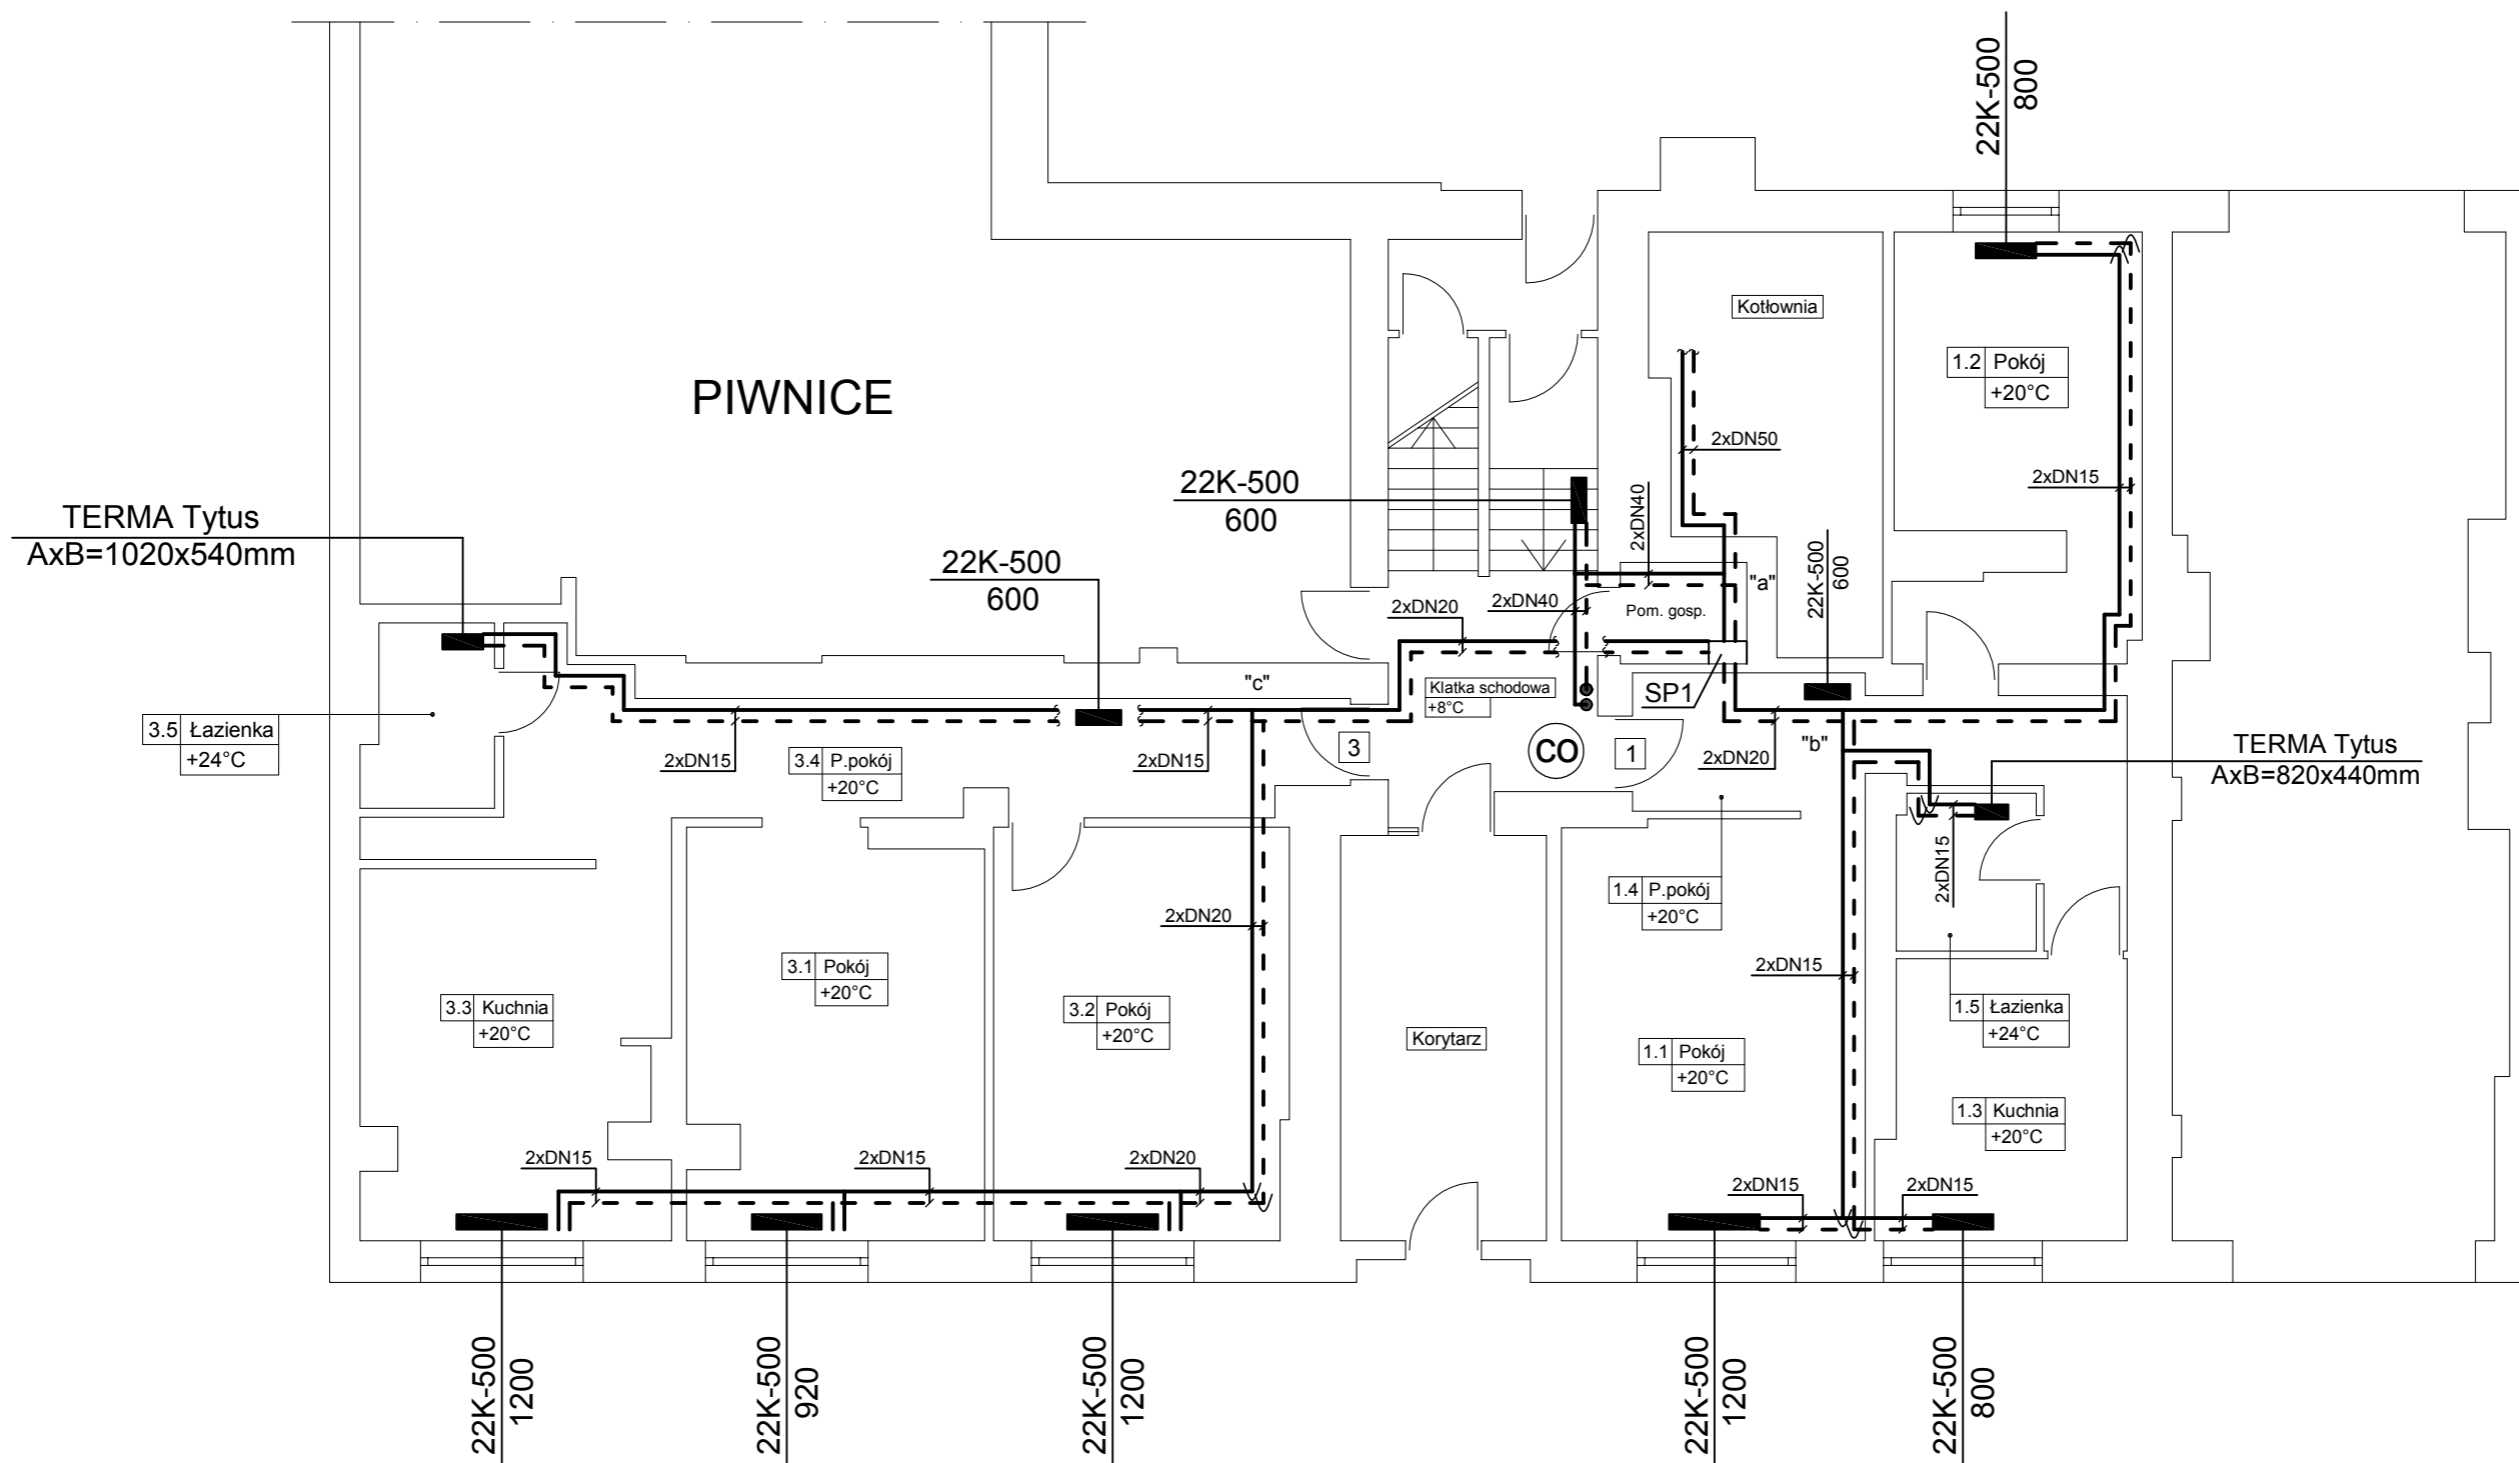 22K-500
800
Kotłownia
1.2 Pokój
+20°C
PIWNICE
2xDN50
2xDN15
22K-500
600
TERMA Tytus
AxB=1020x540mm
2xDN40
22K-500
600
22K-500
600
"a"
2xDN20
2xDN40
Pom. gosp.
"c"
Klatka schodowa
+8°C
SP1
3.5 Łazienka
+24°C
2xDN15
3.4 P.pokój
+20°C
2xDN15
3
CO
1
2xDN20
"b"
TERMA Tytus
AxB=820x440mm
2xDN15
1.4 P.pokój
+20°C
2xDN20
3.1 Pokój
+20°C
2xDN15
3.3 Kuchnia
+20°C
3.2 Pokój
+20°C
1.5 Łazienka
+24°C
Korytarz
1.1 Pokój
+20°C
1.3 Kuchnia
+20°C
2xDN15
2xDN15
2xDN20
2xDN15
2xDN15
22K-500
1200
22K-500
920
22K-500
1200
22K-500
1200
22K-500
800